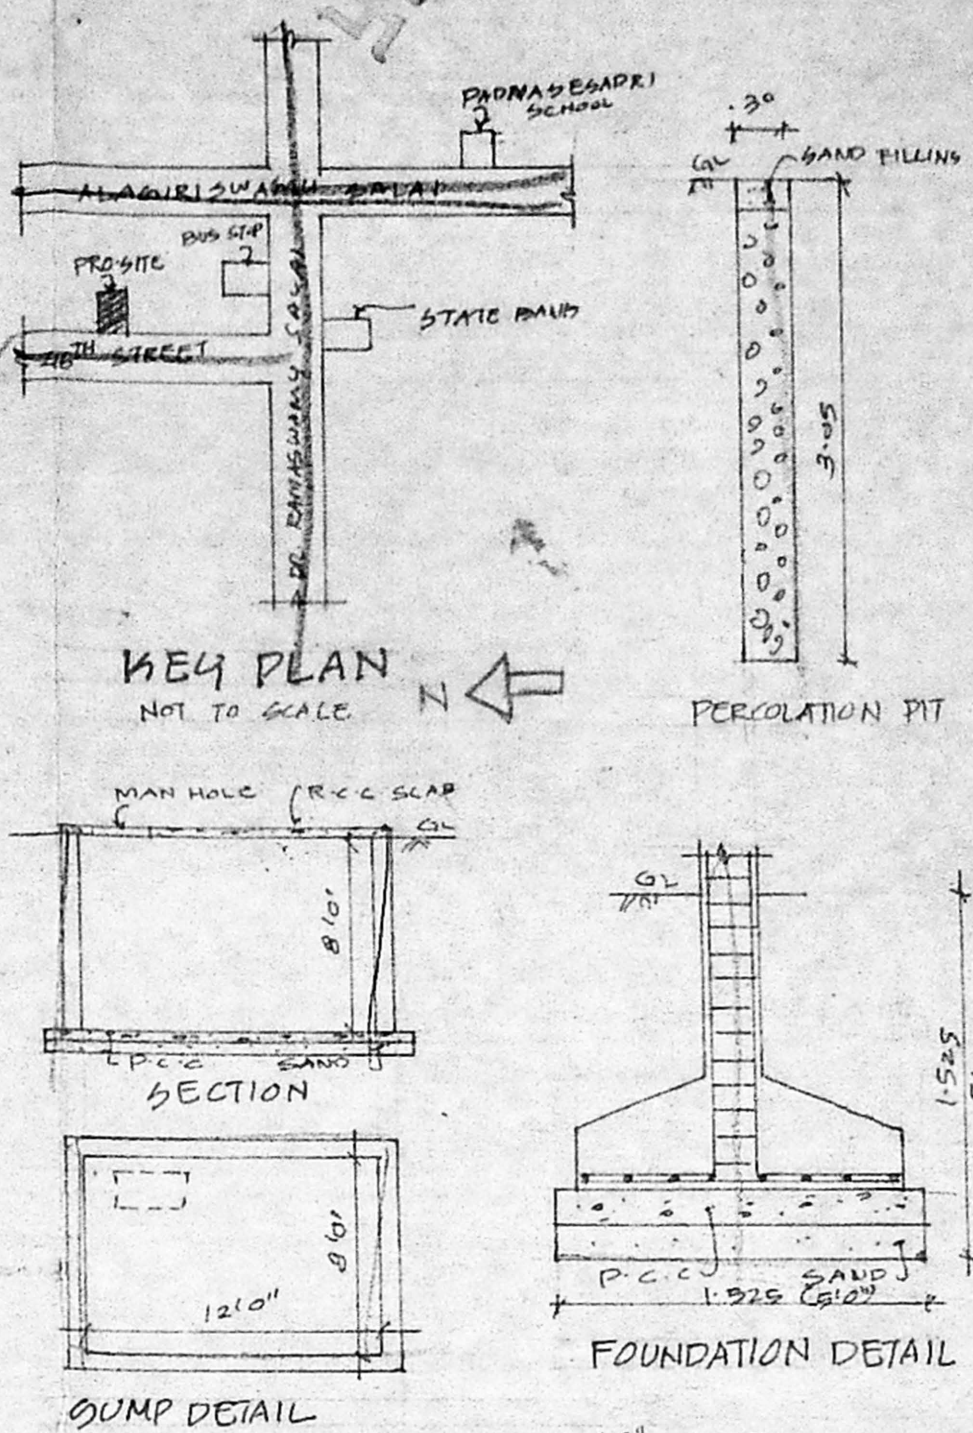 PADMASESADRI
SCHOOL
ALAGIRISWAMY SALAI
BUS STOP
PRO-SITE
STATE BANK
TH STREET
DR. RAMASWAMY SALAI
KEY PLAN
NOT TO SCALE
N
.30
GL
SAND FILLING
3.05
PERCOLATION PIT
MAN HOLE
R.C.C SLAB
GL
8'0"
P.C.C
SAND
SECTION
8'0"
12'0"
SUMP DETAIL
GL
1.525
P.C.C
SAND
1.525 (5'0")
FOUNDATION DETAIL